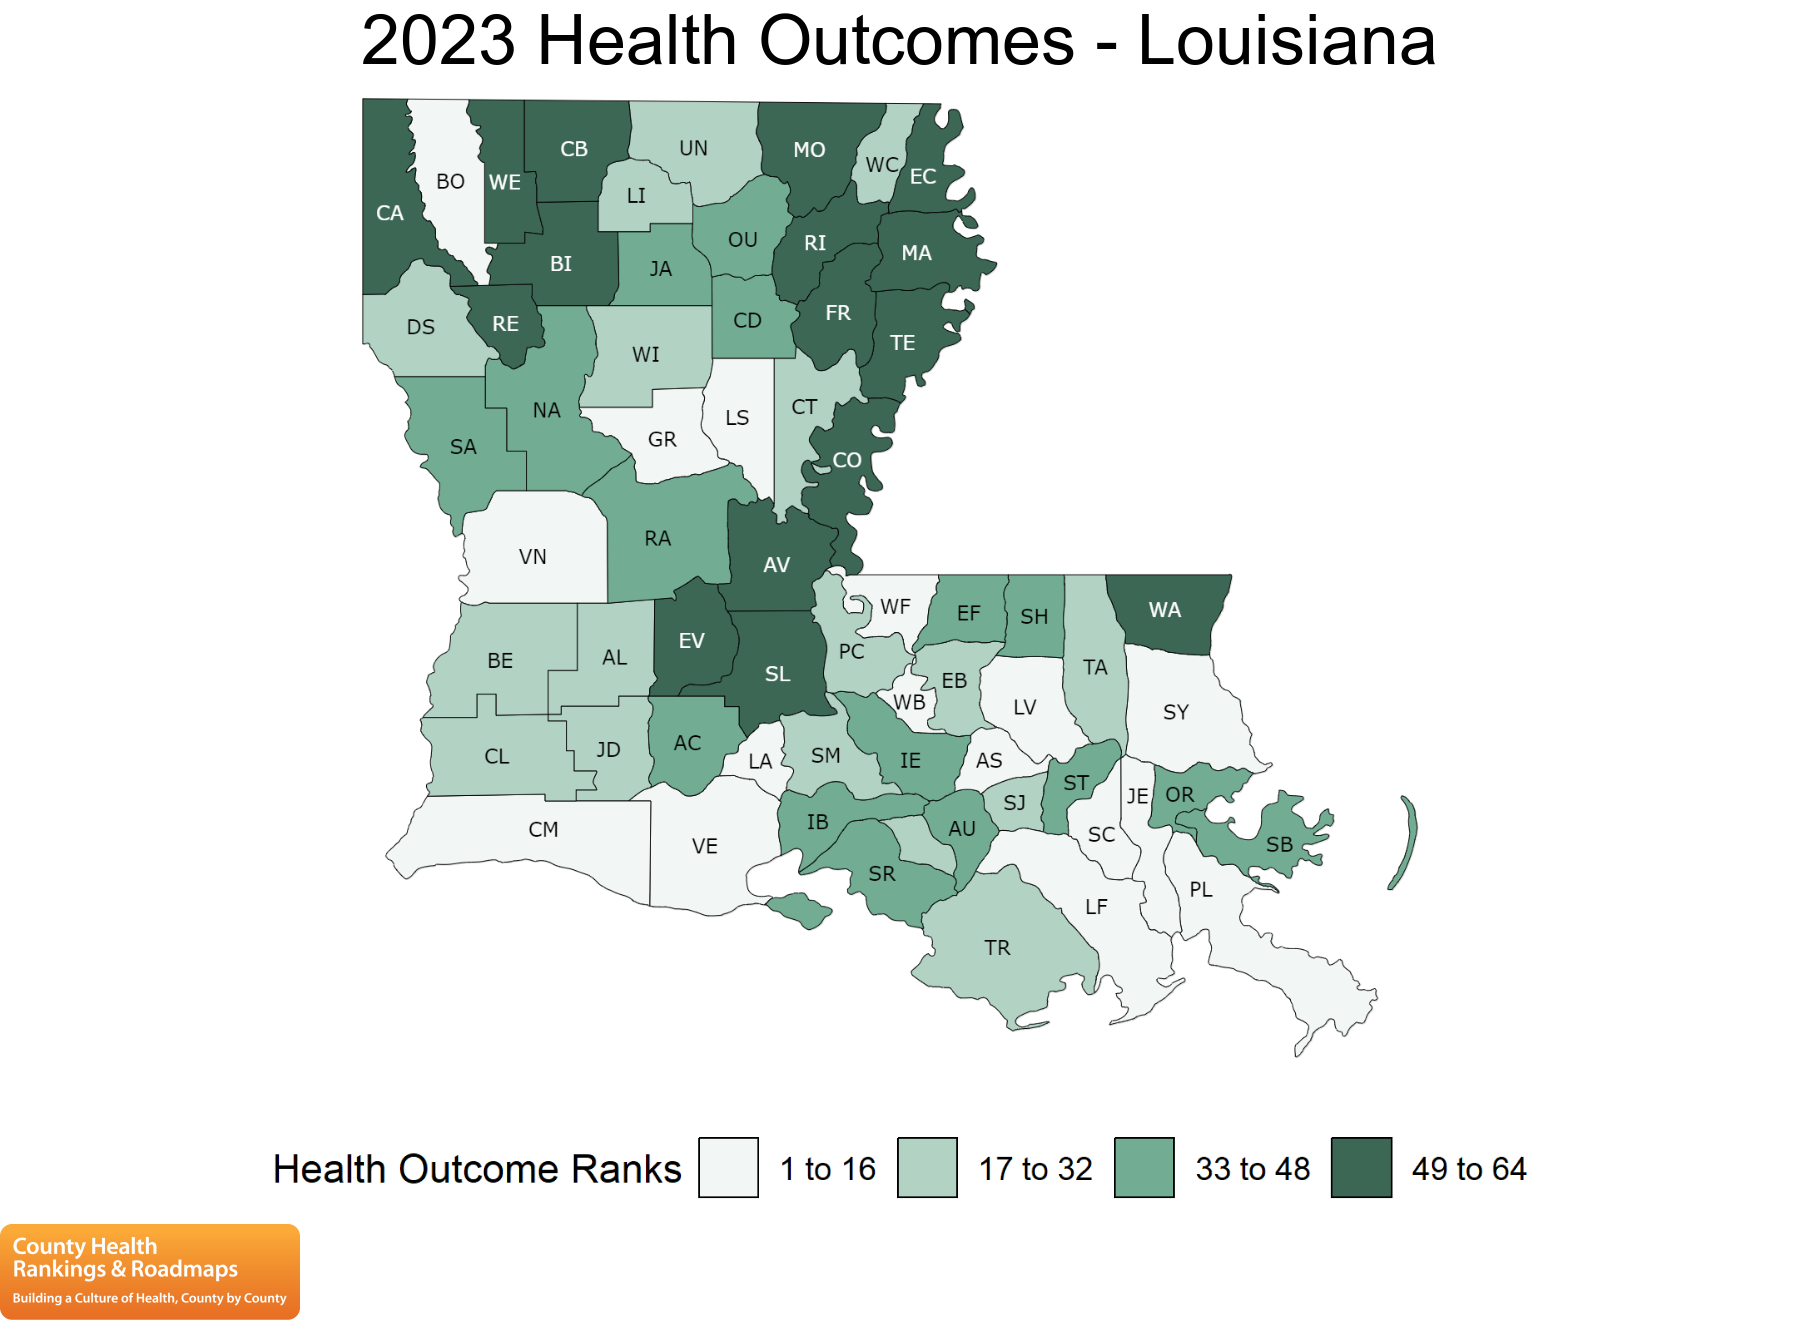 2023 Health Outcomes - Louisiana
CA
BO
WE
CB
UN
MO
WC
EC
LI
BI
JA
OU
RI
MA
DS
RE
CD
FR
TE
WI
NA
SA
GR
LS
CT
CO
VN
RA
AV
WF
EF
SH
WA
BE
AL
EV
SL
PC
EB
TA
WB
LV
SY
CL
JD
AC
LA
SM
IE
AS
ST
JE
OR
SJ
CM
VE
IB
AU
SC
SB
SR
PL
LF
TR
Health Outcome Ranks 1 to 16 17 to 32 33 to 48 49 to 64
County Health
Rankings & Roadmaps
Building a Culture of Health, County by County